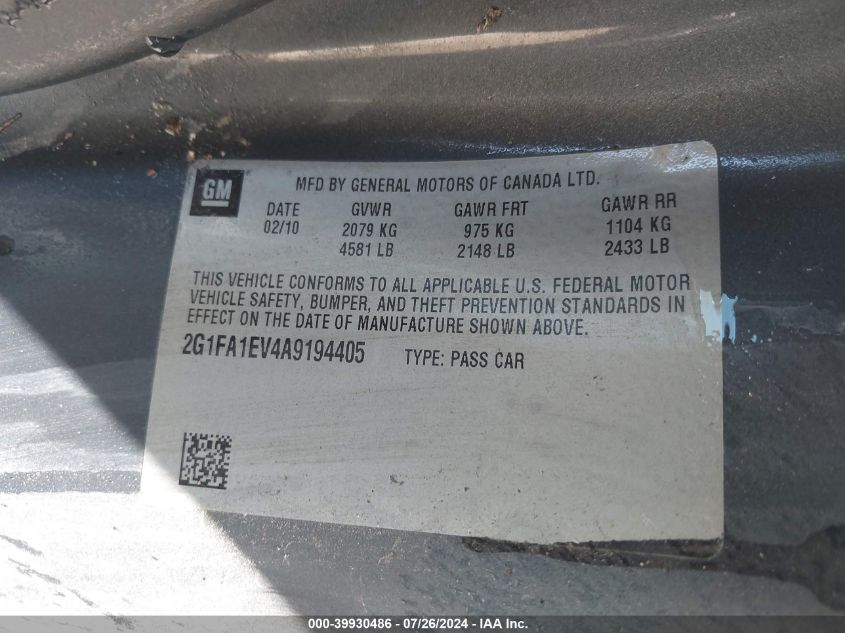 GM
MFD BY GENERAL MOTORS OF CANADA LTD.
DATE GVWR GAWR FRT GAWR RR
02/10 2079 KG 975 KG 1104 KG
4581 LB 2148 LB 2433 LB
THIS VEHICLE CONFORMS TO ALL APPLICABLE U.S. FEDERAL MOTOR
VEHICLE SAFETY, BUMPER, AND THEFT PREVENTION STANDARDS IN
EFFECT ON THE DATE OF MANUFACTURE SHOWN ABOVE.
2G1FA1EV4A9194405 TYPE: PASS CAR
000-39930486 - 07/26/2024 - IAA Inc.